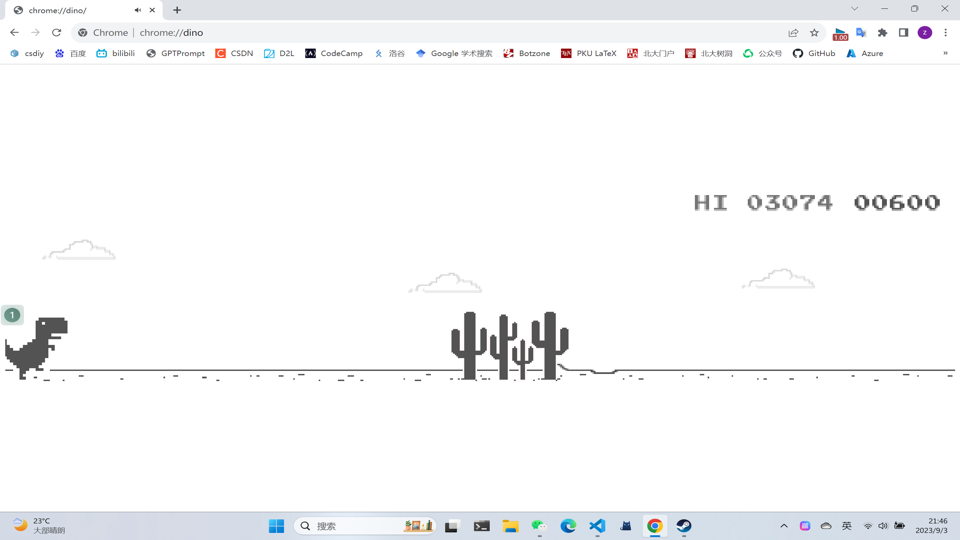 chrome://dino/
Chrome | chrome://dino
1.00
z
csdiy 百度 bilibili GPTPrompt CSDN D2L CodeCamp 洛谷 Google 学术搜索 Botzone PKU LaTeX 北大门户 北大树洞 公众号 GitHub Azure »
HI 03074 00600
1
23°C
大部晴朗
搜索
英
21:46
2023/9/3